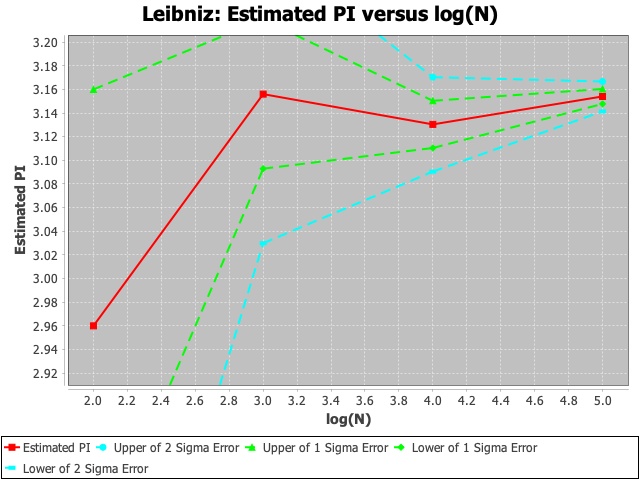 Leibniz: Estimated PI versus log(N)
3.20
3.18
3.16
3.14
3.12
3.10
3.08
3.06
3.04
3.02
3.00
2.98
2.96
2.94
2.92
Estimated PI
2.0 2.2 2.4 2.6 2.8 3.0 3.2 3.4 3.6 3.8 4.0 4.2 4.4 4.6 4.8 5.0
log(N)
Estimated PI Upper of 2 Sigma Error Upper of 1 Sigma Error Lower of 1 Sigma Error
Lower of 2 Sigma Error